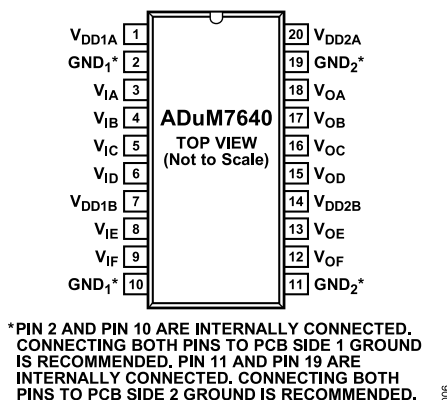 VDD1A 1 20 VDD2A
GND1* 2 19 GND2*
VIA 3 18 VOA
VIB 4 ADuM7640 17 VOB
VIC 5 TOP VIEW 16 VOC
(Not to Scale)
VID 6 15 VOD
VDD1B 7 14 VDD2B
VIE 8 13 VOE
VIF 9 12 VOF
GND1* 10 11 GND2*
*PIN 2 AND PIN 10 ARE INTERNALLY CONNECTED.
CONNECTING BOTH PINS TO PCB SIDE 1 GROUND
IS RECOMMENDED. PIN 11 AND PIN 19 ARE
INTERNALLY CONNECTED. CONNECTING BOTH
PINS TO PCB SIDE 2 GROUND IS RECOMMENDED.